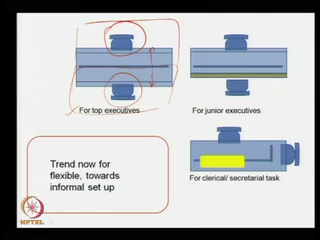 For top executives
For junior executives
For clerical/ secretarial task
Trend now for
flexible, towards
informal set up
NPTEL